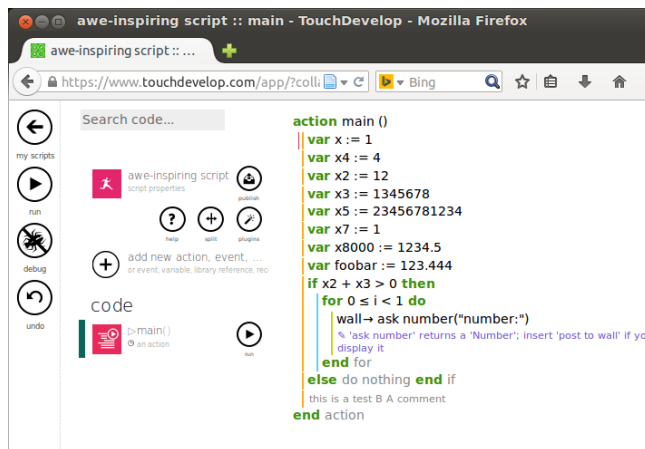 awe-inspiring script :: main - TouchDevelop - Mozilla Firefox
awe-inspiring script :: ...
https://www.touchdevelop.com/app/?colla
Bing
my scripts
run
debug
undo
Search code...
awe-inspiring script
script properties
publish
help
split
plugins
add new action, event, ...
or event, variable, library reference, rec
code
▷main()
an action
run
action main ()
var x := 1
var x4 := 4
var x2 := 12
var x3 := 1345678
var x5 := 23456781234
var x7 := 1
var x8000 := 1234.5
var foobar := 123.444
if x2 + x3 > 0 then
for 0 ≤ i < 1 do
wall→ ask number("number:")
✎ 'ask number' returns a 'Number'; insert 'post to wall' if yo
display it
end for
else do nothing end if
this is a test B A comment
end action